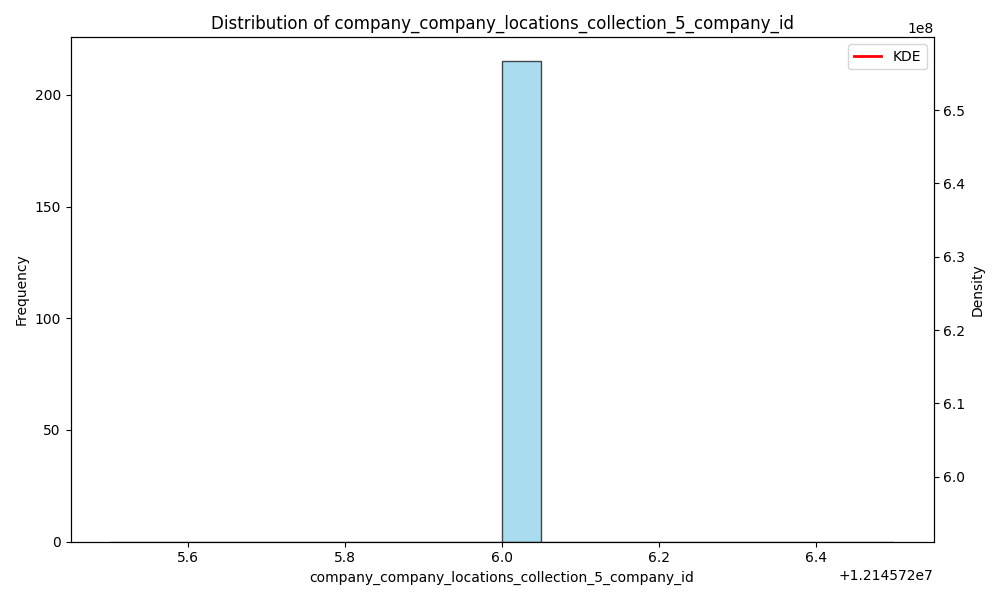 Distribution of company_company_locations_collection_5_company_id
1e8
KDE
200
150
100
50
0
Frequency
6.5
6.4
6.3
6.2
6.1
6.0
Density
5.6 5.8 6.0 6.2 6.4
+1.214572e7
company_company_locations_collection_5_company_id